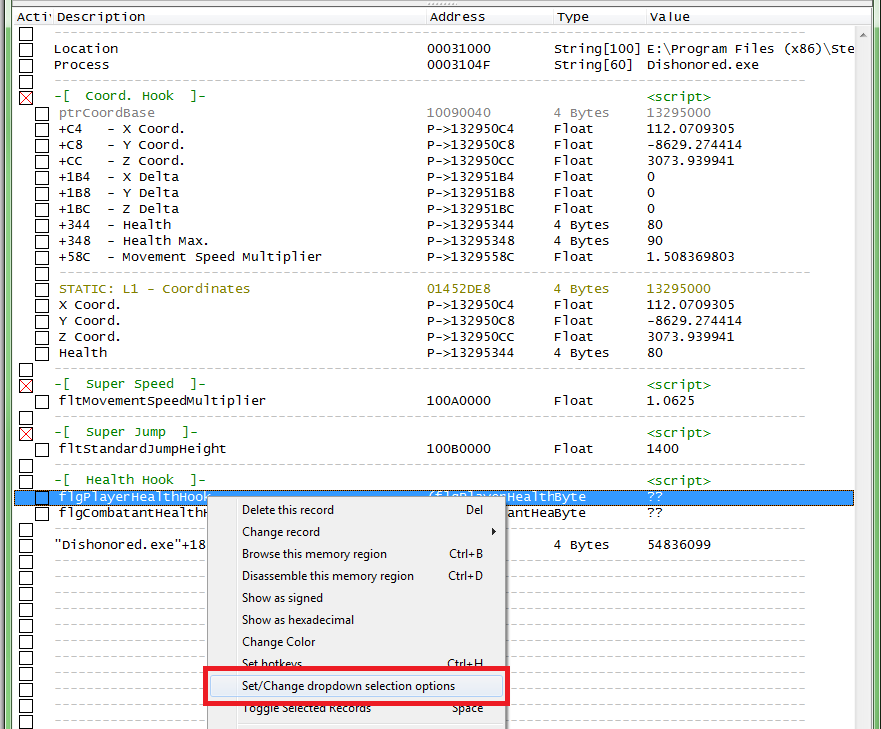 Activ Description Address Type Value
Location 00031000 String[100] E:\Program Files (x86)\Ste
Process 0003104F String[60] Dishonored.exe
-[ Coord. Hook ]- <script>
ptrCoordBase 10090040 4 Bytes 13295000
+C4 - X Coord. P->132950C4 Float 112.0709305
+C8 - Y Coord. P->132950C8 Float -8629.274414
+CC - Z Coord. P->132950CC Float 3073.939941
+1B4 - X Delta P->132951B4 Float 0
+1B8 - Y Delta P->132951B8 Float 0
+1BC - Z Delta P->132951BC Float 0
+344 - Health P->13295344 4 Bytes 80
+348 - Health Max. P->13295348 4 Bytes 90
+58C - Movement Speed Multiplier P->1329558C Float 1.508369803
STATIC: L1 - Coordinates 01452DE8 4 Bytes 13295000
X Coord. P->132950C4 Float 112.0709305
Y Coord. P->132950C8 Float -8629.274414
Z Coord. P->132950CC Float 3073.939941
Health P->13295344 4 Bytes 80
-[ Super Speed ]- <script>
fltMovementSpeedMultiplier 100A0000 Float 1.0625
-[ Super Jump ]- <script>
fltStandardJumpHeight 100B0000 Float 1400
-[ Health Hook ]- <script>
flgPlayerHealthHook (flgPlayerHealth Byte ??
flgCombatantHealthH antHea Byte ??
"Dishonored.exe"+18 4 Bytes 54836099
Delete this record Del
Change record
Browse this memory region Ctrl+B
Disassemble this memory region Ctrl+D
Show as signed
Show as hexadecimal
Change Color
Set hotkeys Ctrl+H
Set/Change dropdown selection options
Toggle Selected Records Space